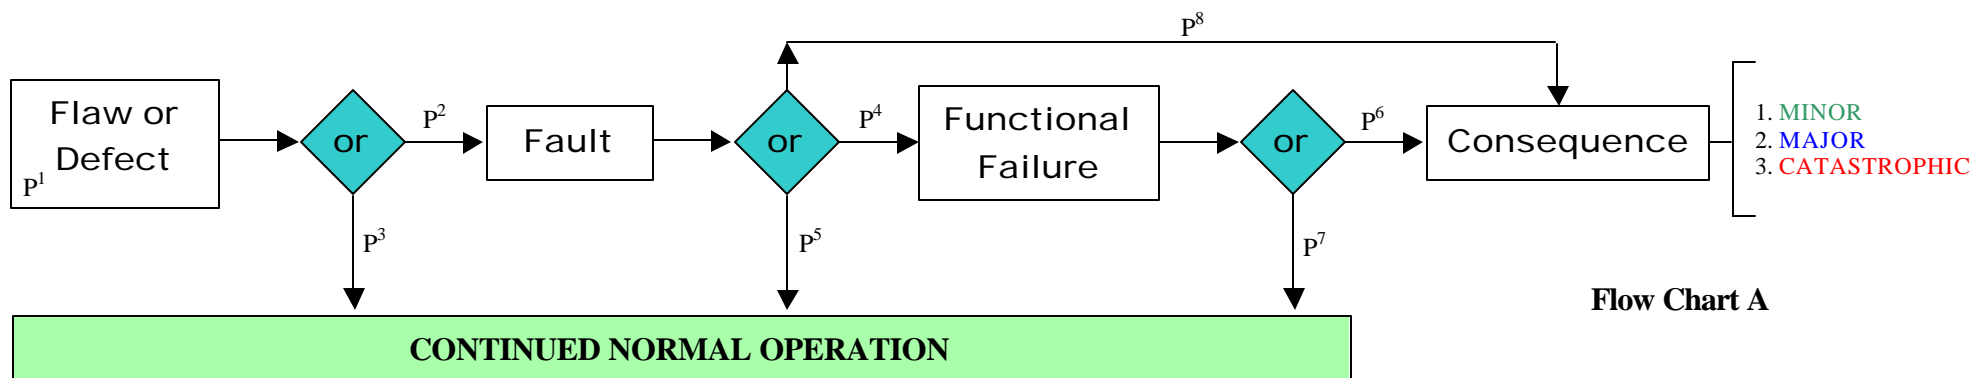 P⁸
Flaw or
Defect
P¹
or
P²
Fault
or
P⁴
Functional
Failure
or
P⁶
Consequence
1. MINOR
2. MAJOR
3. CATASTROPHIC
P³
P⁵
P⁷
Flow Chart A
CONTINUED NORMAL OPERATION